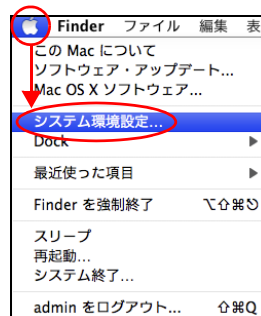 Finder ファイル 編集 表
この Mac について
ソフトウェア・アップデート...
Mac OS X ソフトウェア...
システム環境設定...
Dock
最近使った項目
Finder を強制終了 ⌥⇧⌘⎋
スリープ
再起動...
システム終了...
admin をログアウト... ⇧⌘Q